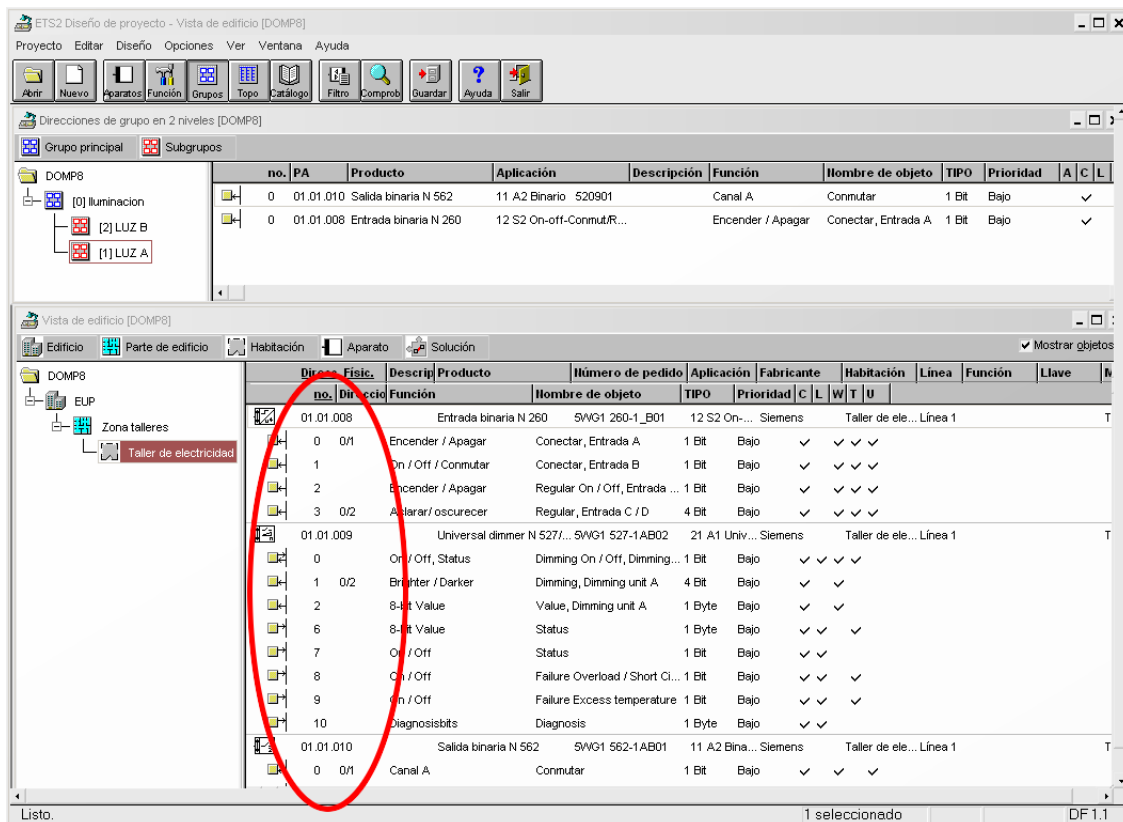 ETS2 Diseño de proyecto - Vista de edificio [DOMP8]
Proyecto Editar Diseño Opciones Ver Ventana Ayuda
Abrir Nuevo Aparatos Función Grupos Topo Catálogo Filtro Comprob Guardar Ayuda Salir
Direcciones de grupo en 2 niveles [DOMP8]
Grupo principal Subgrupos
DOMP8
[0] Iluminacion
[2] LUZ B
[1] LUZ A
no. PA Producto Aplicación Descripción Función Nombre de objeto TIPO Prioridad A C L
0 01.01.010 Salida binaria N 562 11 A2 Binario 520901 Canal A Conmutar 1 Bit Bajo ✓
0 01.01.008 Entrada binaria N 260 12 S2 On-off-Conmut/R... Encender / Apagar Conectar, Entrada A 1 Bit Bajo ✓
Vista de edificio [DOMP8]
Edificio Parte de edificio Habitación Aparato Solución ✓ Mostrar objetos
DOMP8
EUP
Zona talleres
Taller de electricidad
Direcc. Físic. Descrip Producto Número de pedido Aplicación Fabricante Habitación Línea Función Llave M
no. Direccio Función Nombre de objeto TIPO Prioridad C L W T U
01.01.008 Entrada binaria N 260 5WG1 260-1_B01 12 S2 On-... Siemens Taller de ele... Línea 1 T
0 0/1 Encender / Apagar Conectar, Entrada A 1 Bit Bajo ✓ ✓ ✓ ✓
1 On / Off / Conmutar Conectar, Entrada B 1 Bit Bajo ✓ ✓ ✓ ✓
2 Encender / Apagar Regular On / Off, Entrada ... 1 Bit Bajo ✓ ✓ ✓ ✓
3 0/2 Aclarar/ oscurecer Regular, Entrada C / D 4 Bit Bajo ✓ ✓ ✓ ✓
01.01.009 Universal dimmer N 527/... 5WG1 527-1AB02 21 A1 Univ... Siemens Taller de ele... Línea 1 T
0 On / Off, Status Dimming On / Off, Dimming... 1 Bit Bajo ✓ ✓ ✓ ✓
1 0/2 Brighter / Darker Dimming, Dimming unit A 4 Bit Bajo ✓ ✓
2 8-bit Value Value, Dimming unit A 1 Byte Bajo ✓ ✓
6 8-bit Value Status 1 Byte Bajo ✓ ✓ ✓
7 On / Off Status 1 Bit Bajo ✓ ✓
8 On / Off Failure Overload / Short Ci... 1 Bit Bajo ✓ ✓ ✓
9 On / Off Failure Excess temperature 1 Bit Bajo ✓ ✓ ✓
10 Diagnosisbits Diagnosis 1 Byte Bajo ✓ ✓
01.01.010 Salida binaria N 562 5WG1 562-1AB01 11 A2 Bina... Siemens Taller de ele... Línea 1 T
0 0/1 Canal A Conmutar 1 Bit Bajo ✓ ✓ ✓
Listo. 1 seleccionado DF 1.1